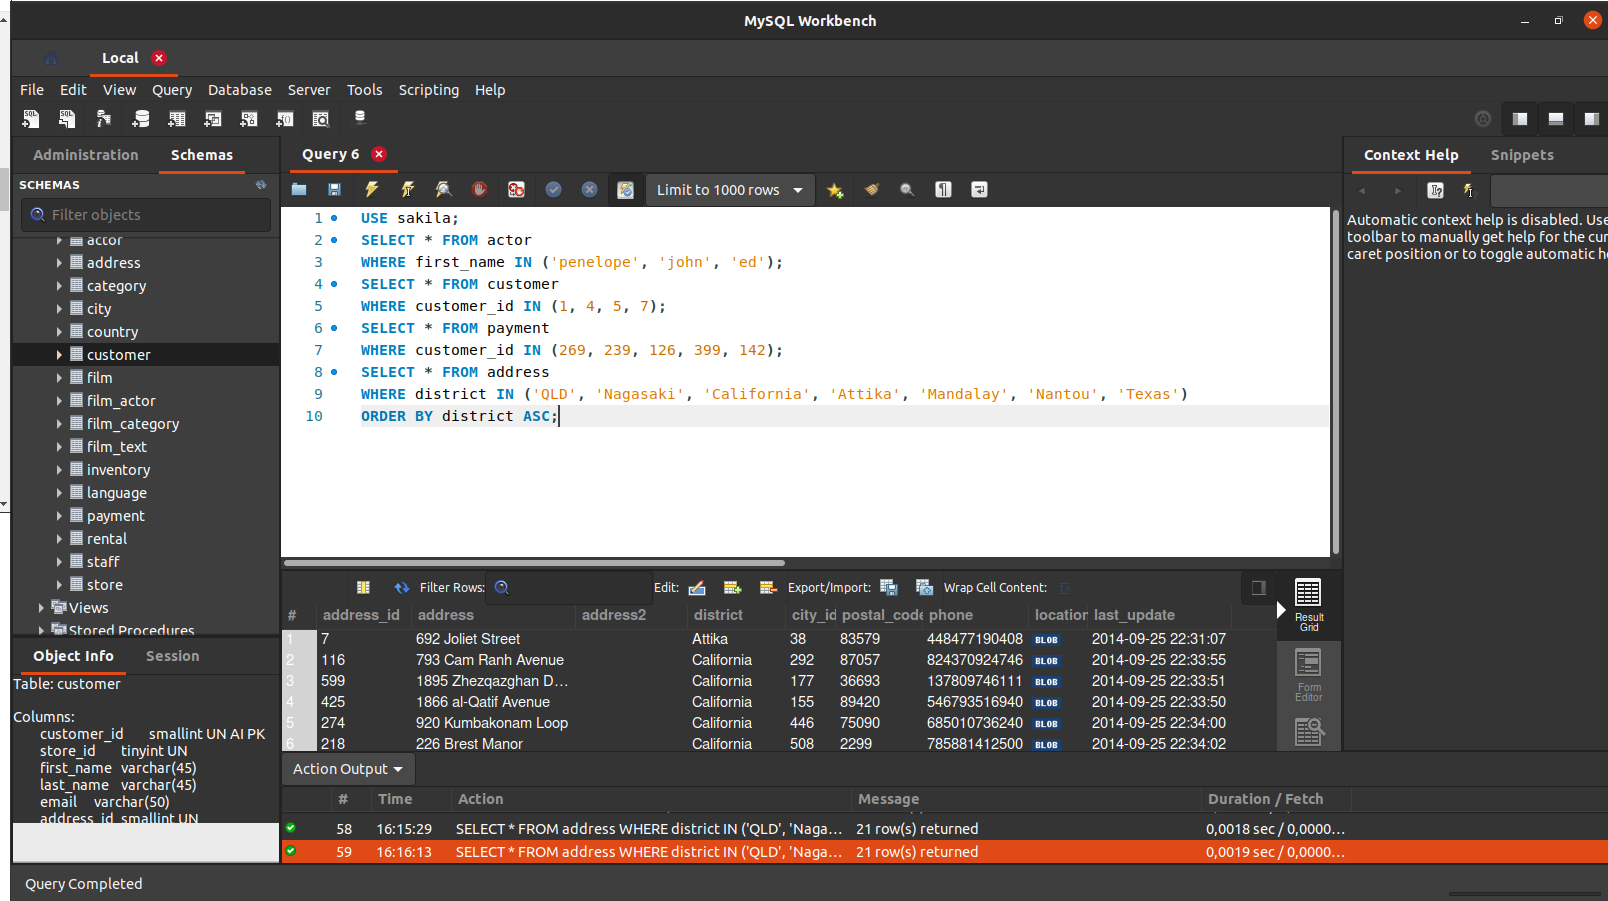 MySQL Workbench
Local
File Edit View Query Database Server Tools Scripting Help
Administration Schemas
Query 6
Context Help Snippets
SCHEMAS
Limit to 1000 rows
Filter objects
Automatic context help is disabled. Use
toolbar to manually get help for the cur
caret position or to toggle automatic h
actor
address
category
city
country
customer
film
film_actor
film_category
film_text
inventory
language
payment
rental
staff
store
Views
Stored Procedures
1 USE sakila;
2 SELECT * FROM actor
3 WHERE first_name IN ('penelope', 'john', 'ed');
4 SELECT * FROM customer
5 WHERE customer_id IN (1, 4, 5, 7);
6 SELECT * FROM payment
7 WHERE customer_id IN (269, 239, 126, 399, 142);
8 SELECT * FROM address
9 WHERE district IN ('QLD', 'Nagasaki', 'California', 'Attika', 'Mandalay', 'Nantou', 'Texas')
10 ORDER BY district ASC;
Filter Rows: Edit: Export/Import: Wrap Cell Content:
# address_id address address2 district city_id postal_code phone location last_update
1 7 692 Joliet Street Attika 38 83579 448477190408 BLOB 2014-09-25 22:31:07
2 116 793 Cam Ranh Avenue California 292 87057 824370924746 BLOB 2014-09-25 22:33:55
3 599 1895 Zhezqazghan D... California 177 36693 137809746111 BLOB 2014-09-25 22:33:51
4 425 1866 al-Qatif Avenue California 155 89420 546793516940 BLOB 2014-09-25 22:33:50
5 274 920 Kumbakonam Loop California 446 75090 685010736240 BLOB 2014-09-25 22:34:00
6 218 226 Brest Manor California 508 2299 785881412500 BLOB 2014-09-25 22:34:02
Result
Grid
Form
Editor
Object Info Session
Table: customer
Columns:
customer_id smallint UN AI PK
store_id tinyint UN
first_name varchar(45)
last_name varchar(45)
email varchar(50)
address_id smallint UN
Action Output
# Time Action Message Duration / Fetch
58 16:15:29 SELECT * FROM address WHERE district IN ('QLD', 'Naga... 21 row(s) returned 0,0018 sec / 0,0000...
59 16:16:13 SELECT * FROM address WHERE district IN ('QLD', 'Naga... 21 row(s) returned 0,0019 sec / 0,0000...
Query Completed